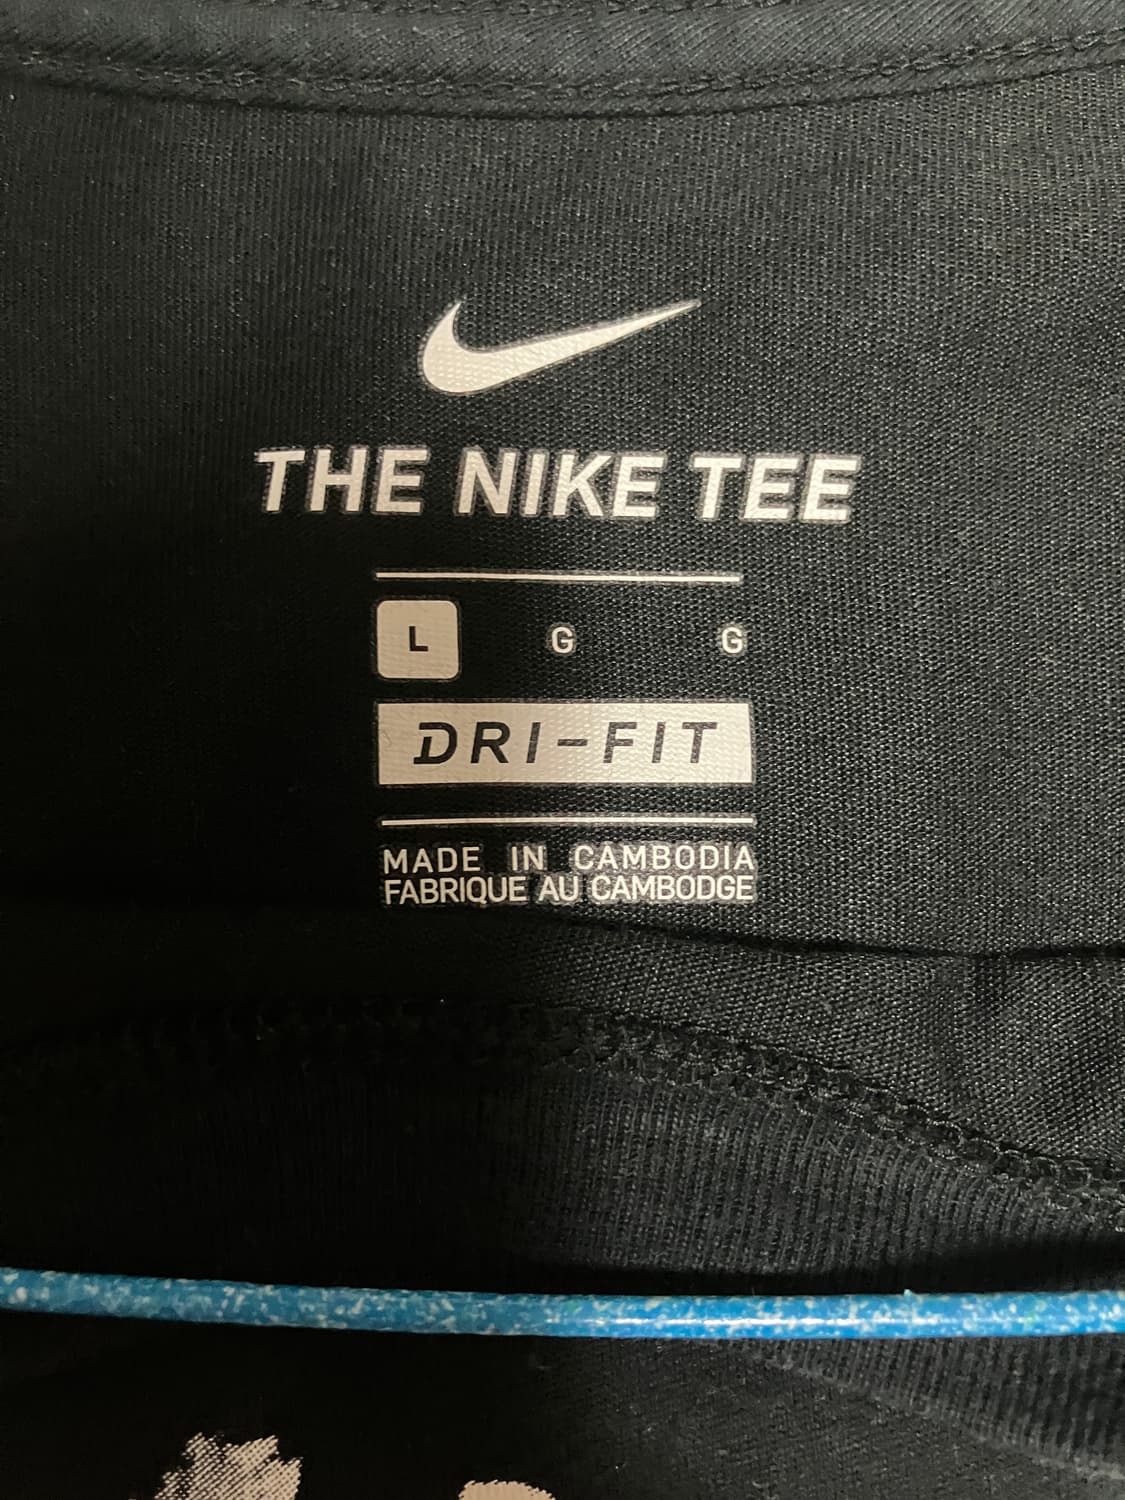 THE NIKE TEE
L G G
DRI-FIT
MADE IN CAMBODIA
FABRIQUE AU CAMBODGE